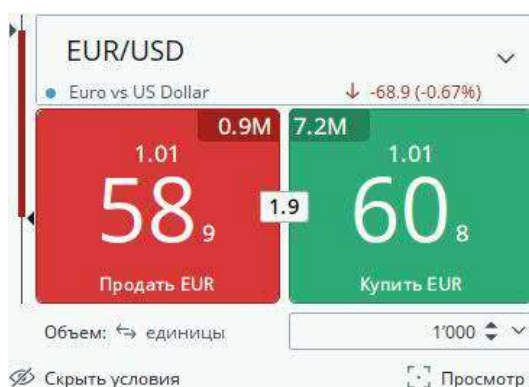 EUR/USD
Euro vs US Dollar ↓ -68.9 (-0.67%)
0.9M 7.2M
1.01 1.01
58 9 1.9 60 8
Продать EUR Купить EUR
Объем: ⇆ единицы 1'000
Скрыть условия Просмотр